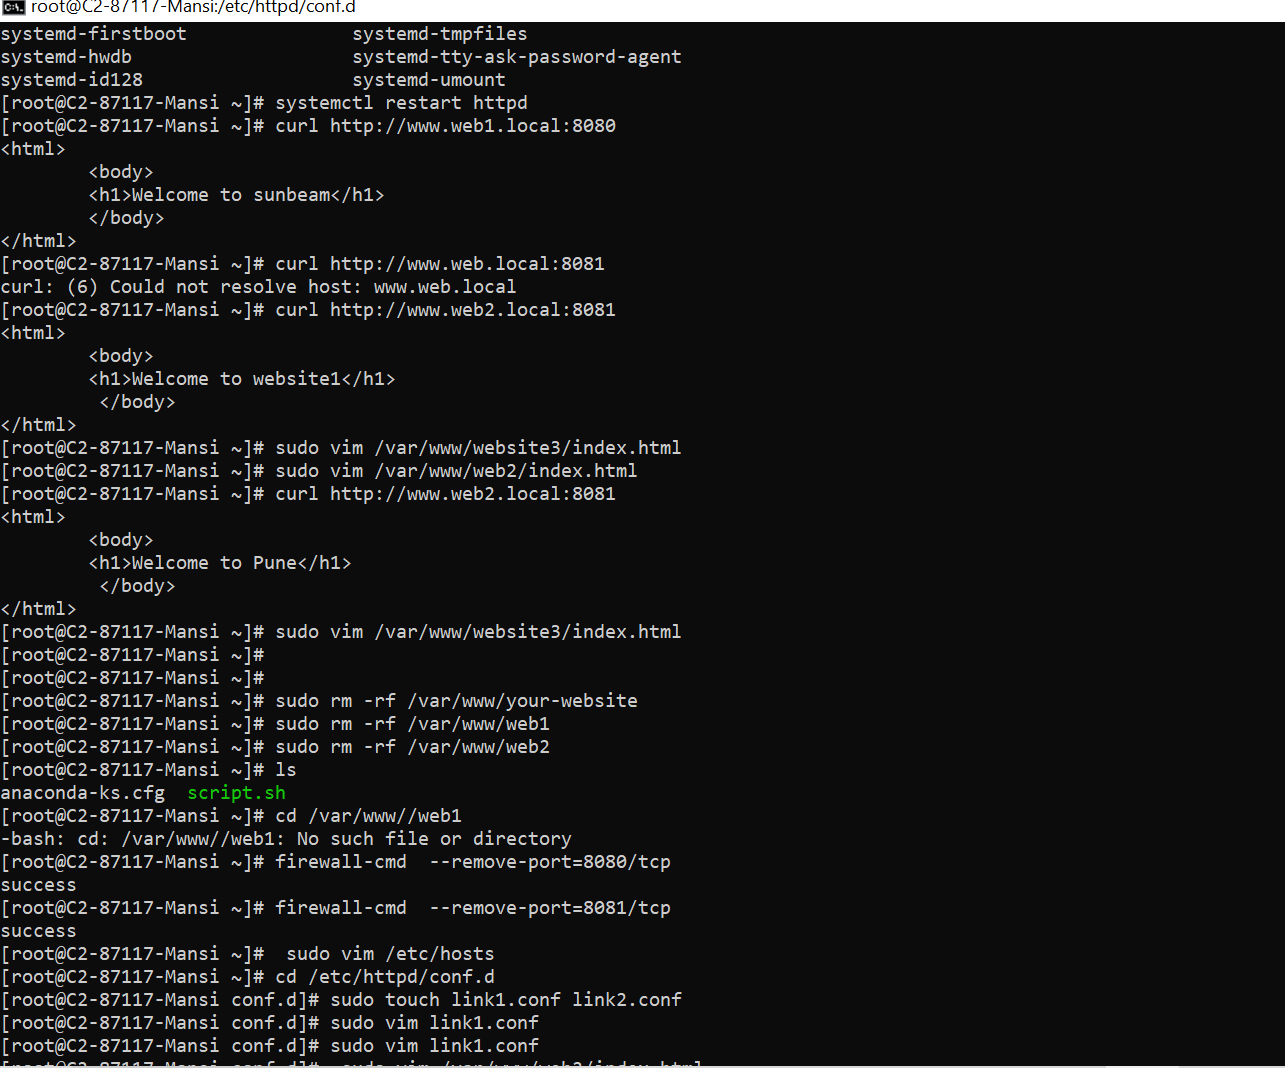 root@C2-87117-Mansi:/etc/httpd/conf.d
systemd-firstboot                systemd-tmpfiles
systemd-hwdb                     systemd-tty-ask-password-agent
systemd-id128                    systemd-umount
[root@C2-87117-Mansi ~]# systemctl restart httpd
[root@C2-87117-Mansi ~]# curl http://www.web1.local:8080
<html>
        <body>
        <h1>Welcome to sunbeam</h1>
        </body>
</html>
[root@C2-87117-Mansi ~]# curl http://www.web.local:8081
curl: (6) Could not resolve host: www.web.local
[root@C2-87117-Mansi ~]# curl http://www.web2.local:8081
<html>
        <body>
        <h1>Welcome to website1</h1>
         </body>
</html>
[root@C2-87117-Mansi ~]# sudo vim /var/www/website3/index.html
[root@C2-87117-Mansi ~]# sudo vim /var/www/web2/index.html
[root@C2-87117-Mansi ~]# curl http://www.web2.local:8081
<html>
        <body>
        <h1>Welcome to Pune</h1>
         </body>
</html>
[root@C2-87117-Mansi ~]# sudo vim /var/www/website3/index.html
[root@C2-87117-Mansi ~]#
[root@C2-87117-Mansi ~]#
[root@C2-87117-Mansi ~]# sudo rm -rf /var/www/your-website
[root@C2-87117-Mansi ~]# sudo rm -rf /var/www/web1
[root@C2-87117-Mansi ~]# sudo rm -rf /var/www/web2
[root@C2-87117-Mansi ~]# ls
anaconda-ks.cfg  script.sh
[root@C2-87117-Mansi ~]# cd /var/www//web1
-bash: cd: /var/www//web1: No such file or directory
[root@C2-87117-Mansi ~]# firewall-cmd  --remove-port=8080/tcp
success
[root@C2-87117-Mansi ~]# firewall-cmd  --remove-port=8081/tcp
success
[root@C2-87117-Mansi ~]#  sudo vim /etc/hosts
[root@C2-87117-Mansi ~]# cd /etc/httpd/conf.d
[root@C2-87117-Mansi conf.d]# sudo touch link1.conf link2.conf
[root@C2-87117-Mansi conf.d]# sudo vim link1.conf
[root@C2-87117-Mansi conf.d]# sudo vim link1.conf